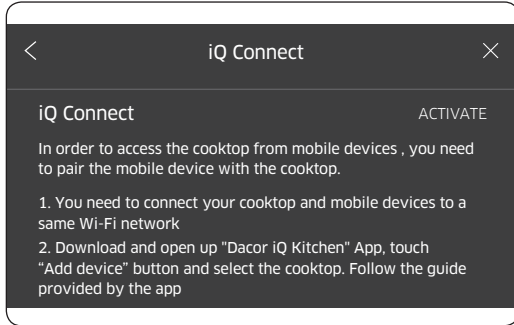 iQ Connect
iQ Connect ACTIVATE
In order to access the cooktop from mobile devices , you need
to pair the mobile device with the cooktop.
1. You need to connect your cooktop and mobile devices to a
same Wi-Fi network
2. Download and open up "Dacor iQ Kitchen" App, touch
“Add device” button and select the cooktop. Follow the guide
provided by the app